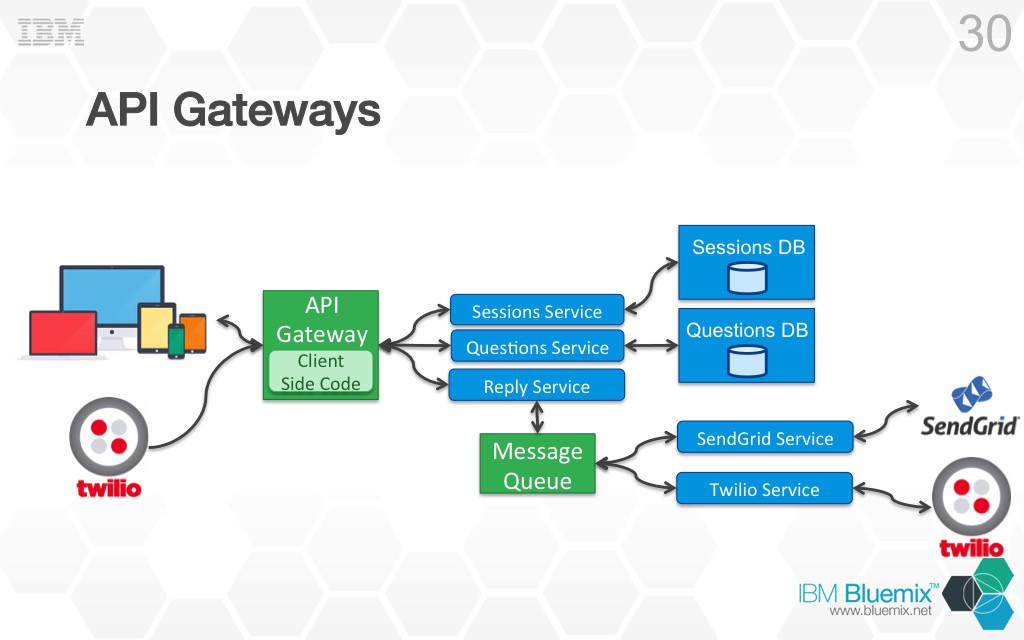 IBM
30
API Gateways
Sessions DB
API
Gateway
Client
Side Code
Sessions Service
Questions Service
Reply Service
Questions DB
twilio
Message
Queue
SendGrid Service
Twilio Service
SendGrid
twilio
IBM Bluemix™
www.bluemix.net